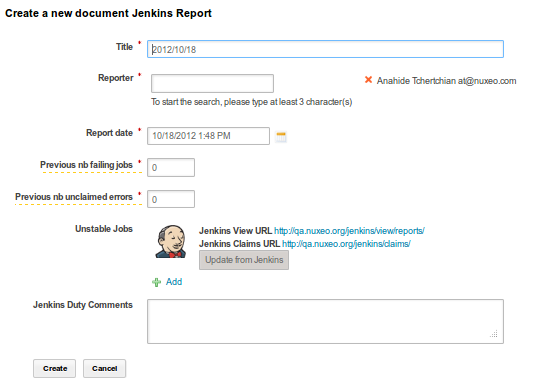 Create a new document Jenkins Report
Title *
2012/10/18
Reporter *
Anahide Tchertchian at@nuxeo.com
To start the search, please type at least 3 character(s)
Report date *
10/18/2012 1:48 PM
Previous nb failing jobs *
0
Previous nb unclaimed errors *
0
Unstable Jobs
Jenkins View URL http://qa.nuxeo.org/jenkins/view/reports/
Jenkins Claims URL http://qa.nuxeo.org/jenkins/claims/
Update from Jenkins
Add
Jenkins Duty Comments
Create Cancel